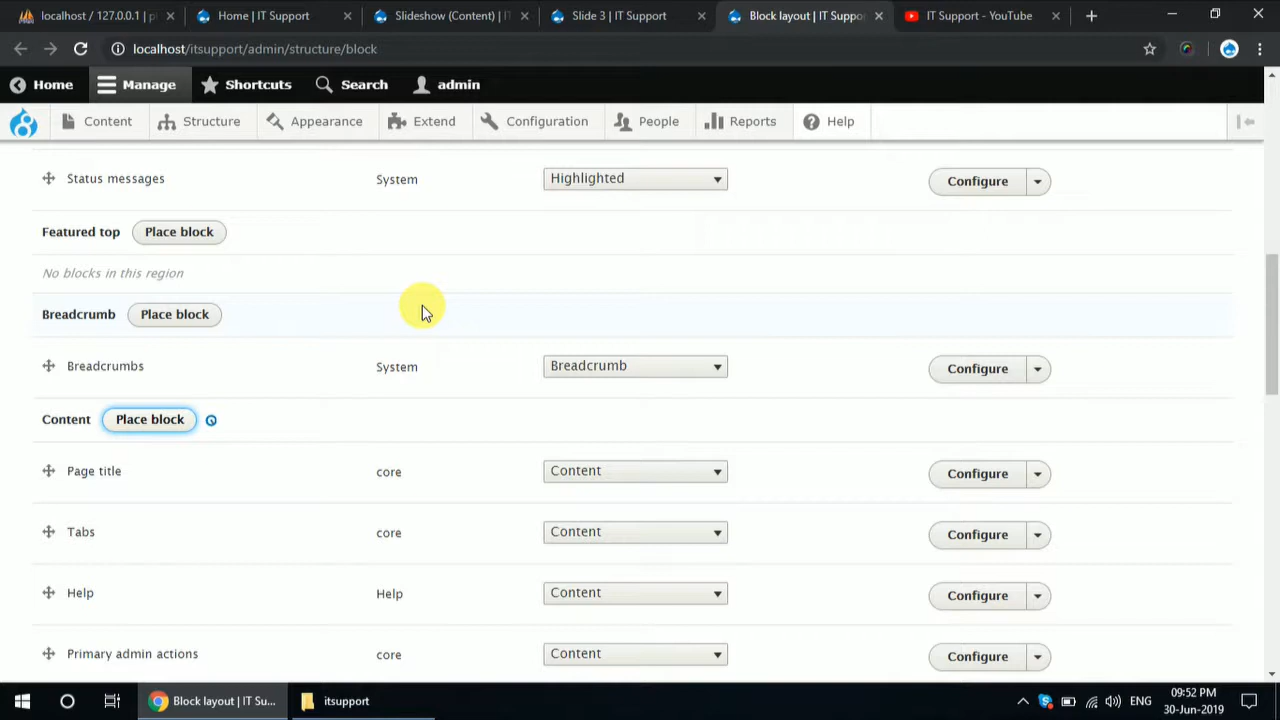 localhost / 127.0.0.1 | p
Home | IT Support
Slideshow (Content) | I
Slide 3 | IT Support
Block layout | IT Suppo
IT Support - YouTube
localhost/itsupport/admin/structure/block
Home
Manage
Shortcuts
Search
admin
Content
Structure
Appearance
Extend
Configuration
People
Reports
Help
Status messages
System
Highlighted
Configure
Featured top
Place block
No blocks in this region
Breadcrumb
Place block
Breadcrumbs
System
Breadcrumb
Configure
Content
Place block
Page title
core
Content
Configure
Tabs
core
Content
Configure
Help
Help
Content
Configure
Primary admin actions
core
Content
Configure
Block layout | IT Su...
itsupport
ENG
09:52 PM
30-Jun-2019